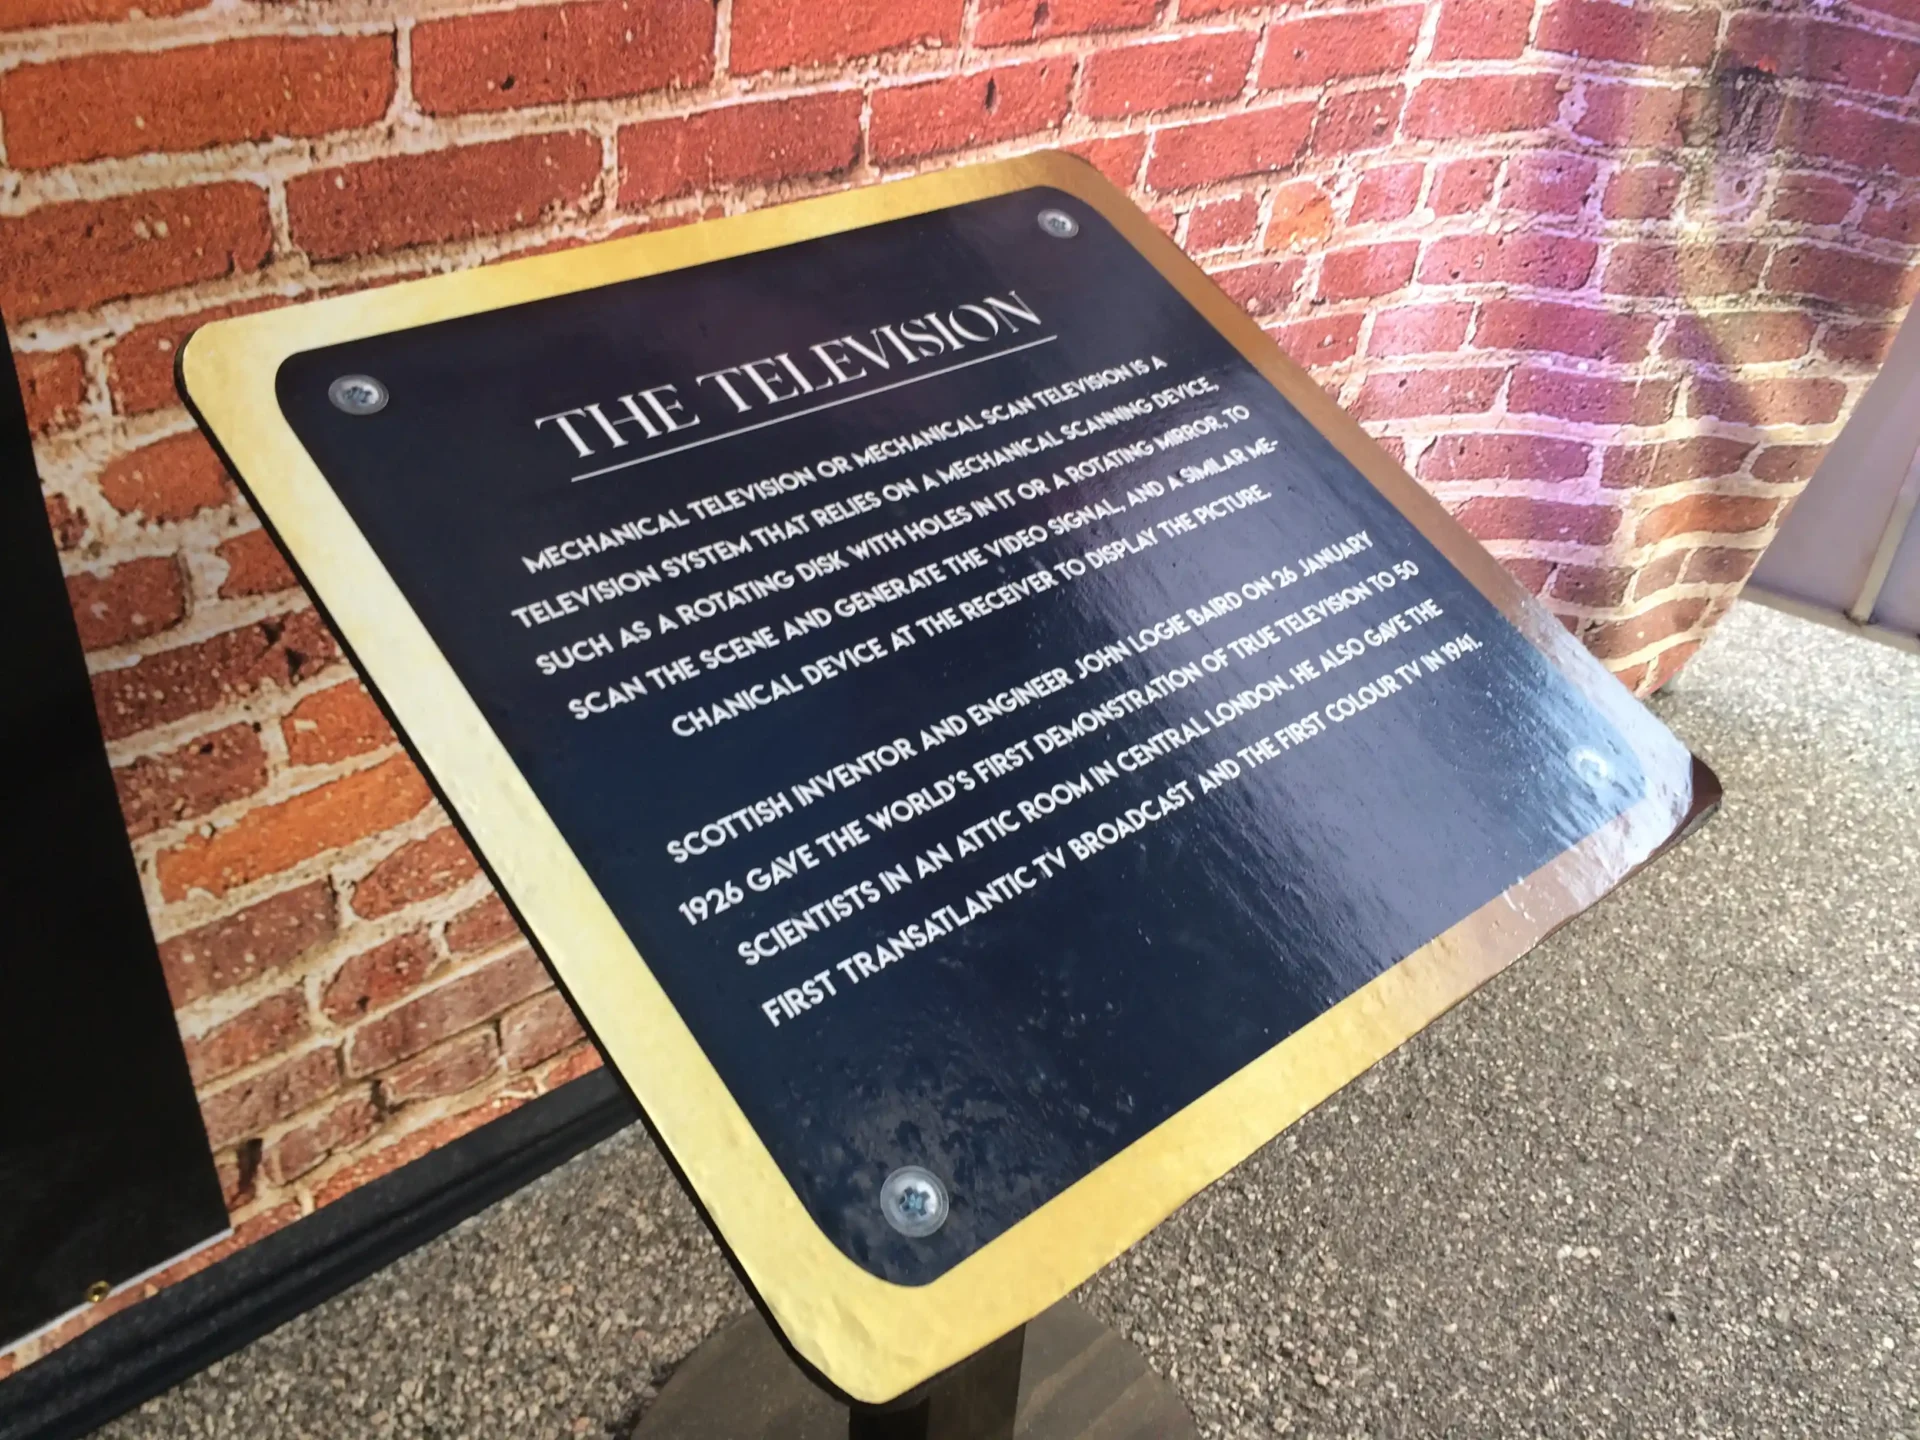 THE TELEVISION
MECHANICAL TELEVISION OR MECHANICAL SCAN TELEVISION IS A
TELEVISION SYSTEM THAT RELIES ON A MECHANICAL SCANNING DEVICE,
SUCH AS A ROTATING DISK WITH HOLES IN IT OR A ROTATING MIRROR, TO
SCAN THE SCENE AND GENERATE THE VIDEO SIGNAL, AND A SIMILAR ME-
CHANICAL DEVICE AT THE RECEIVER TO DISPLAY THE PICTURE.
SCOTTISH INVENTOR AND ENGINEER JOHN LOGIE BAIRD ON 26 JANUARY
1926 GAVE THE WORLD'S FIRST DEMONSTRATION OF TRUE TELEVISION TO 50
SCIENTISTS IN AN ATTIC ROOM IN CENTRAL LONDON. HE ALSO GAVE THE
FIRST TRANSATLANTIC TV BROADCAST AND THE FIRST COLOUR TV IN 1941.